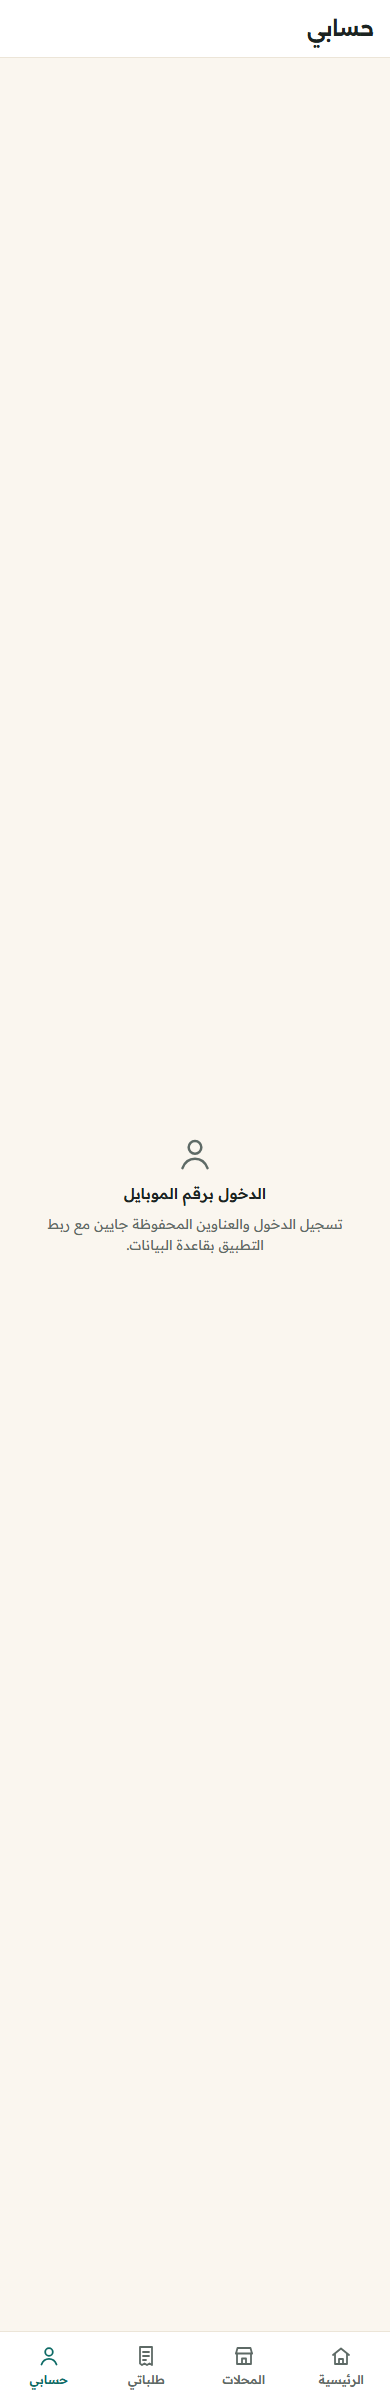 حسابي
الدخول برقم الموبايل
تسجيل الدخول والعناوين المحفوظة جايين مع ربط
التطبيق بقاعدة البيانات.
الرئيسية
المحلات
طلباتي
حسابي